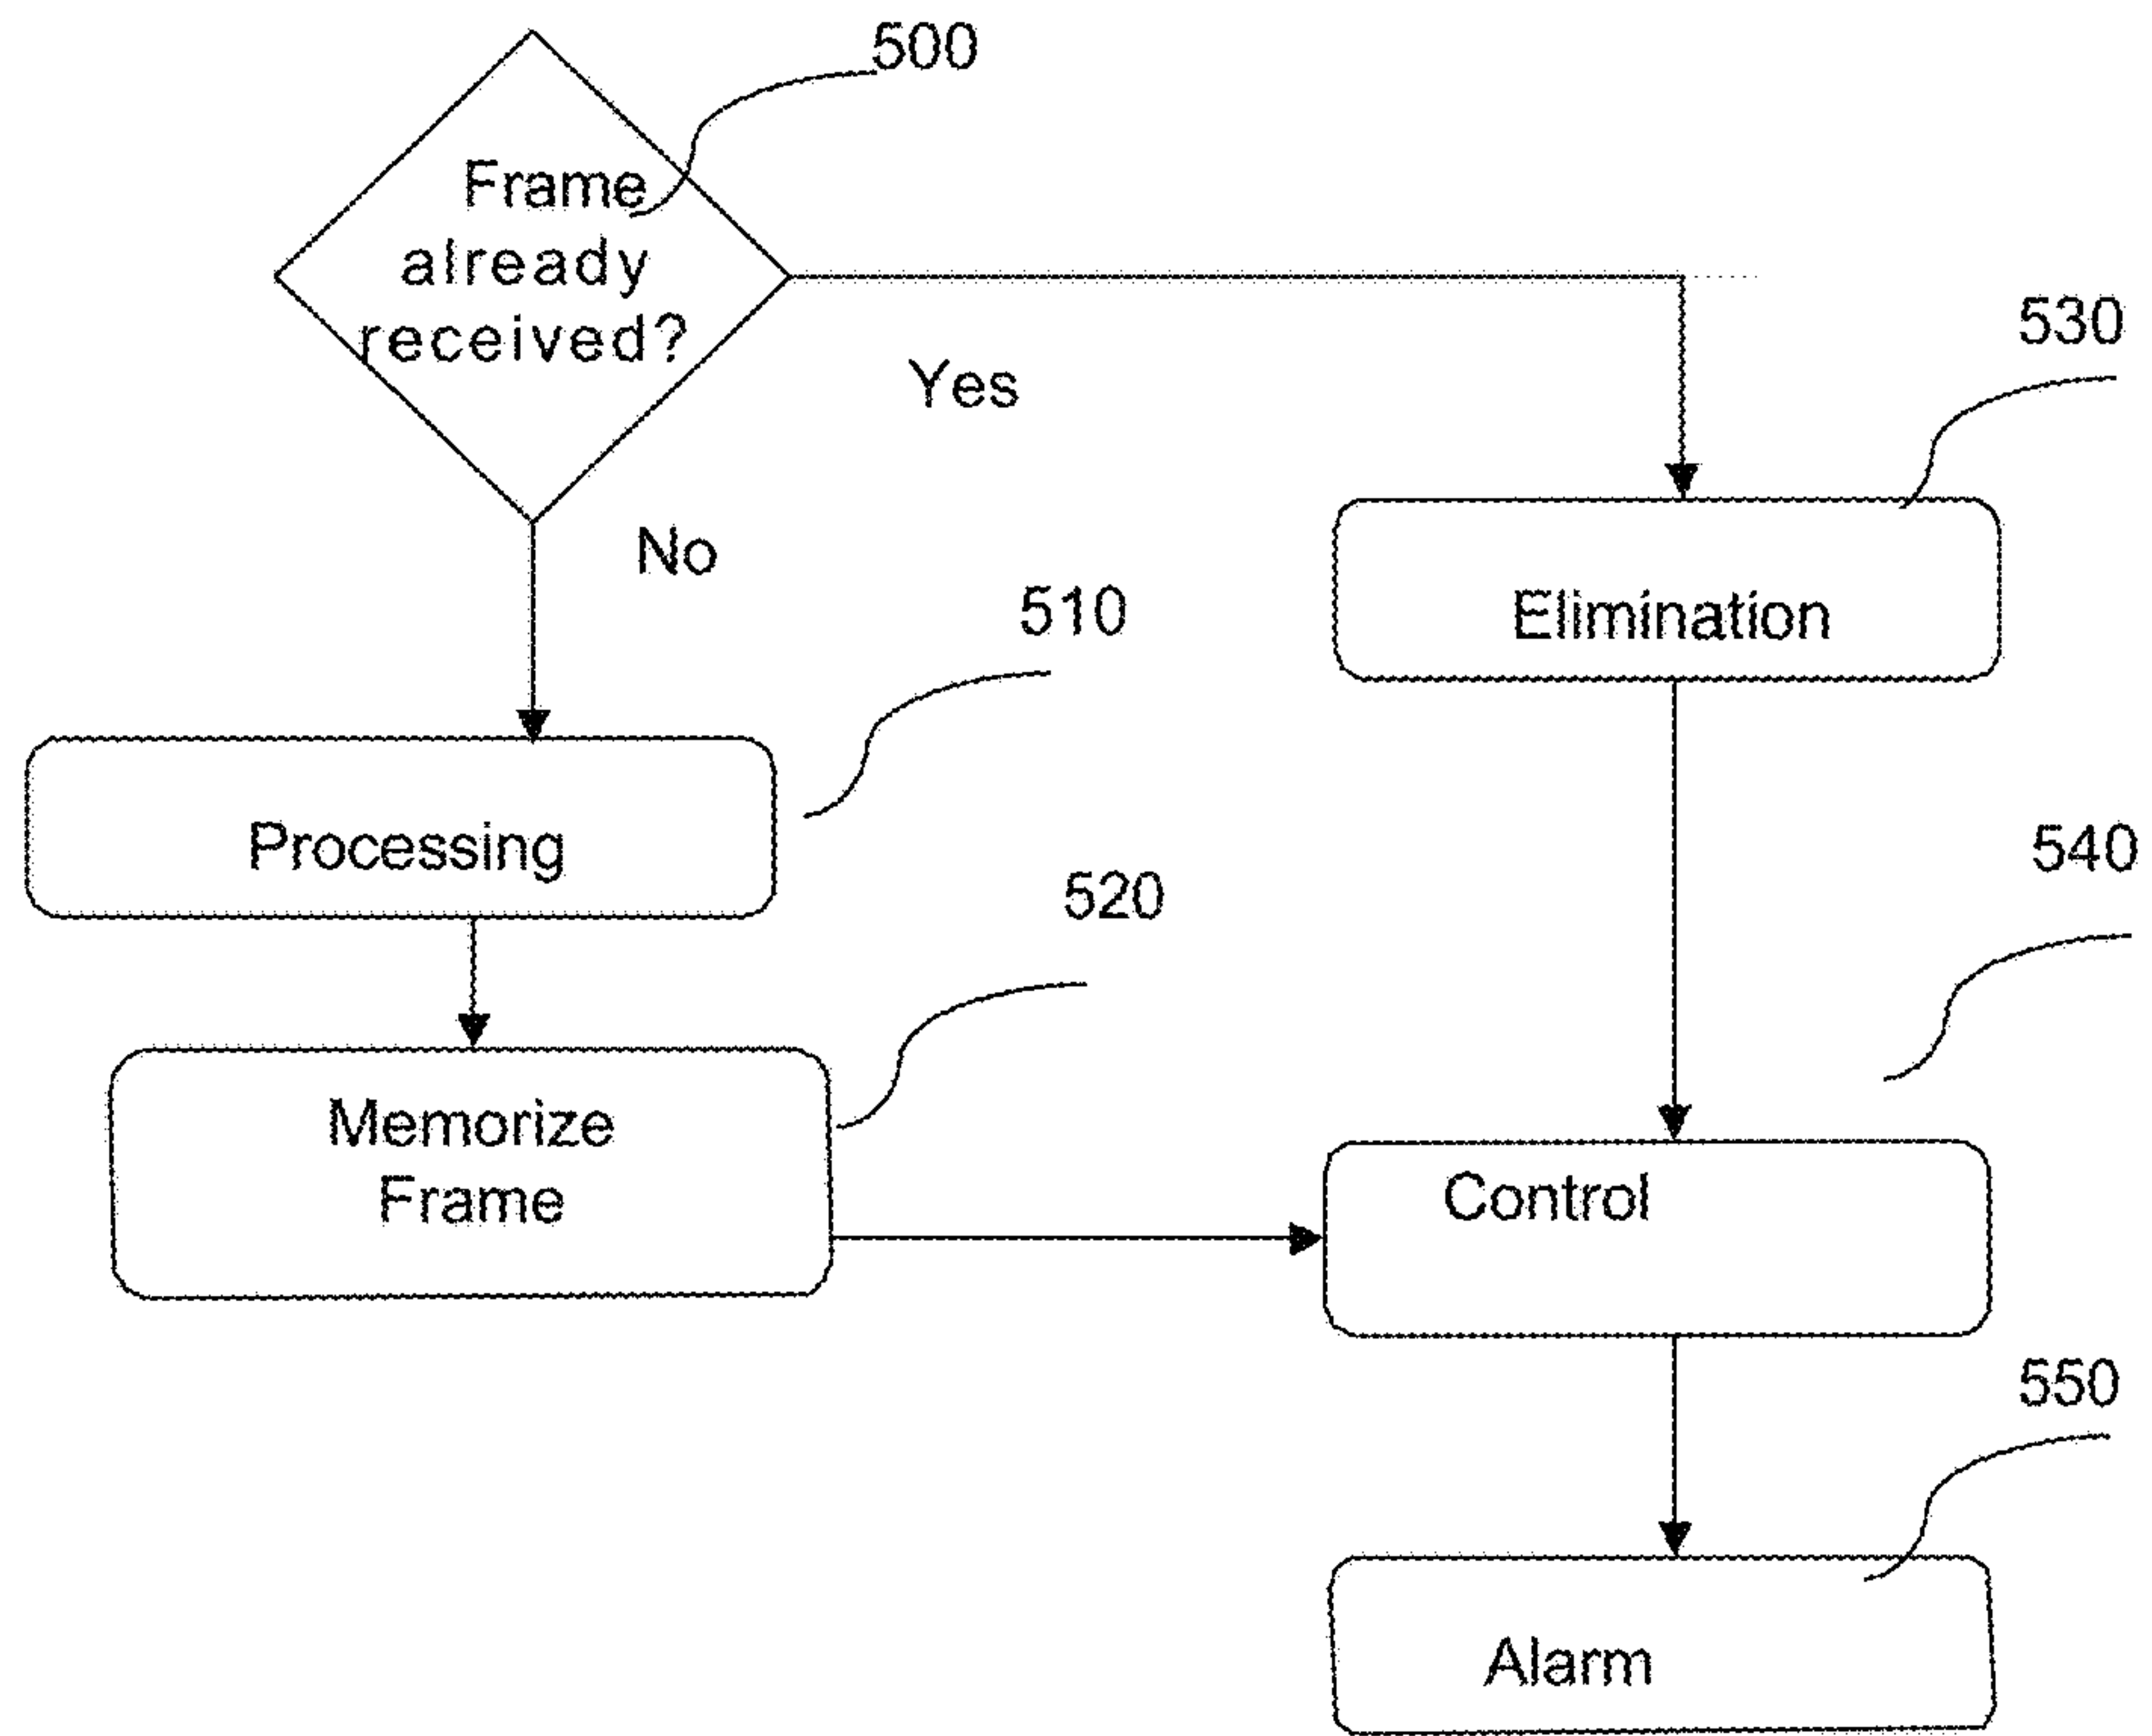 500
Frame
already
received?
Yes
530
No
510
Elimination
Processing
540
520
Memorize
Frame
Control
550
Alarm